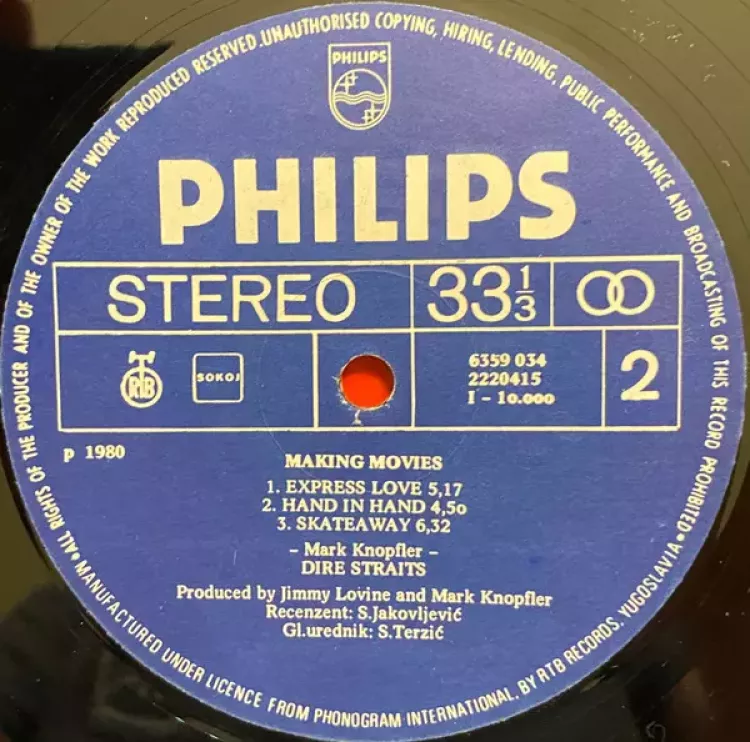 ALL RIGHTS OF THE PRODUCER AND OF THE OWNER OF THE WORK REPRODUCED RESERVED. UNAUTHORISED COPYING, HIRING, LENDING, PUBLIC PERFORMANCE AND BROADCASTING OF THIS RECORD PROHIBITED •
PHILIPS
PHILIPS
STEREO 33 1/3
RTB SOKOJ
6359 034
2220415
I - 10.000
2
p 1980
MAKING MOVIES
1. EXPRESS LOVE 5,17
2. HAND IN HAND 4,50
3. SKATEAWAY 6,32
- Mark Knopfler -
DIRE STRAITS
Produced by Jimmy Lovine and Mark Knopfler
Recenzent: S.Jakovljević
Gl.urednik: S.Terzić
• MANUFACTURED UNDER LICENCE FROM PHONOGRAM INTERNATIONAL, BY RTB RECORDS, YUGOSLAVIA •